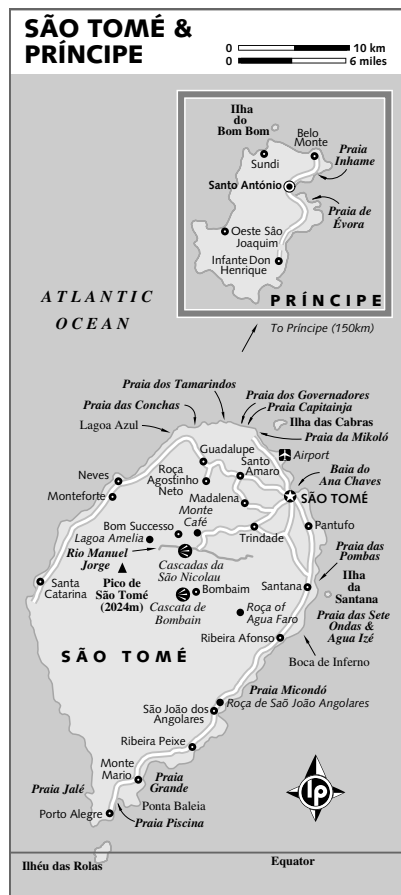 SÃO TOMÉ &
PRÍNCIPE
0 10 km
0 6 miles
Ilha
do
Bom Bom
Belo
Monte
Sundi
Praia
Inhame
Santo António
Praia de
Évora
Oeste São
Joaquim
Infante Don
Henrique
PRÍNCIPE
ATLANTIC
OCEAN
To Príncipe (150km)
Praia dos Tamarindos
Praia das Conchas
Praia dos Governadores
Praia Capitainja
Lagoa Azul
Ilha das Cabras
Praia da Mikoló
Guadalupe
Santo
Amaro
Airport
Neves
Roça
Agostinho
Neto
Baia do
Ana Chaves
Monteforte
Madalena
SÃO TOMÉ
Monte
Café
Bom Successo
Pantufo
Lagoa Amelia
Trindade
Rio Manuel
Jorge
Praia das
Pombas
Cascadas da
São Nicolau
Pico de
São Tomé
(2024m)
Santa
Catarina
Bombaim
Santana
Ilha
da
Santana
Cascata de
Bombain
Roça of
Agua Faro
Praia das Sete
Ondas &
Agua Izé
Ribeira Afonso
SÃO TOMÉ
Boca de Inferno
Praia Micondó
Roça de Saõ João Angolares
São João dos
Angolares
Ribeira Peixe
Monte
Mario
Praia
Grande
Praia Jalé
Ponta Baleia
Porto Alegre
Praia Piscina
lp
Ilhéu das Rolas
Equator